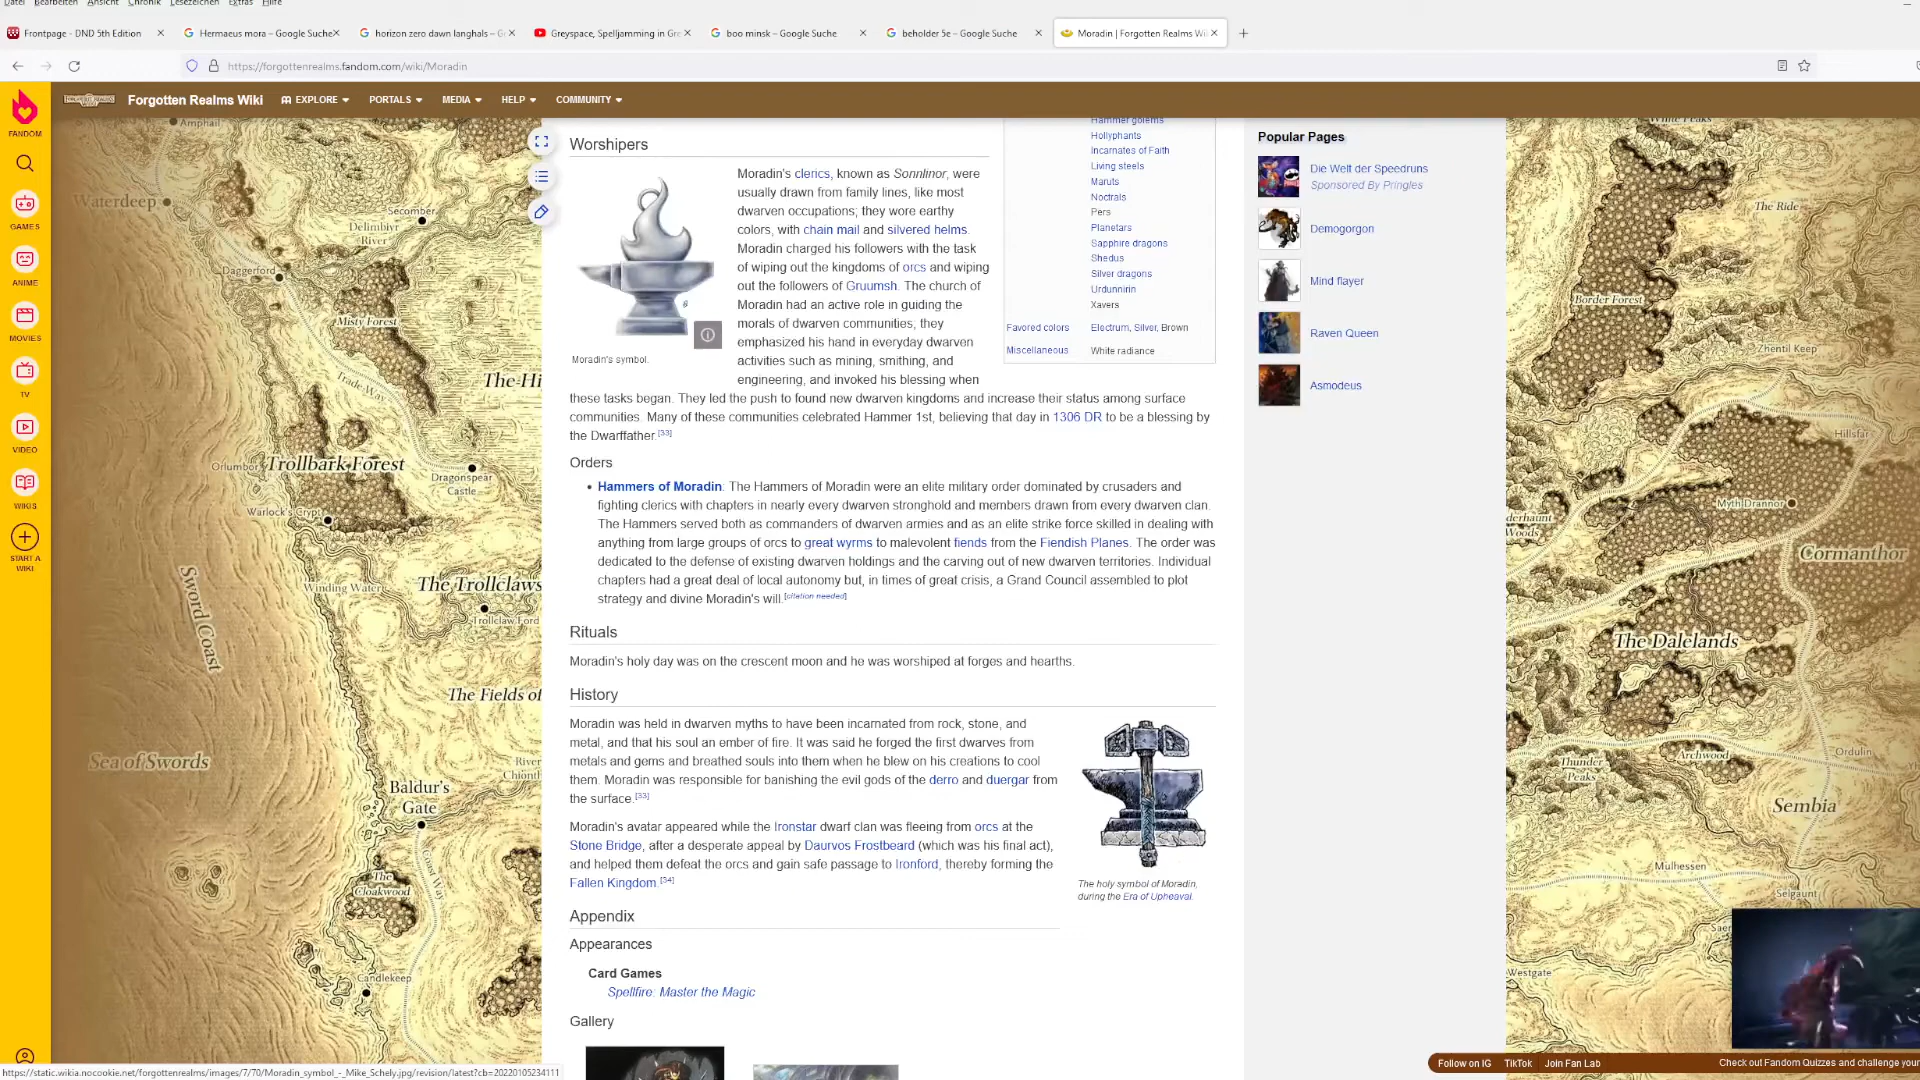 Datei Bearbeiten Ansicht Chronik Lesezeichen Extras Hilfe
Frontpage - DND 5th Edition
Hermaeus mora – Google Suche
horizon zero dawn langhals – G
Greyspace, Spelljamming in Gre
boo minsk – Google Suche
beholder 5e – Google Suche
Moradin | Forgotten Realms Wi
https://forgottenrealms.fandom.com/wiki/Moradin
FANDOM
GAMES
ANIME
MOVIES
TV
VIDEO
WIKIS
START A
WIKI
Forgotten Realms Wiki
EXPLORE
PORTALS
MEDIA
HELP
COMMUNITY
Worshipers
Moradin's clerics, known as Sonnlinor, were
usually drawn from family lines, like most
dwarven occupations; they wore earthy
colors, with chain mail and silvered helms.
Moradin charged his followers with the task
of wiping out the kingdoms of orcs and wiping
out the followers of Gruumsh. The church of
Moradin had an active role in guiding the
morals of dwarven communities; they
emphasized his hand in everyday dwarven
activities such as mining, smithing, and
engineering, and invoked his blessing when
these tasks began. They led the push to found new dwarven kingdoms and increase their status among surface
communities. Many of these communities celebrated Hammer 1st, believing that day in 1306 DR to be a blessing by
the Dwarffather.[33]
Moradin's symbol.
Hammer golems
Hollyphants
Incarnates of Faith
Living steels
Maruts
Noctrals
Pers
Planetars
Sapphire dragons
Shedus
Silver dragons
Urdunnirin
Xavers
Favored colors Electrum, Silver, Brown
Miscellaneous White radiance
Orders
Hammers of Moradin: The Hammers of Moradin were an elite military order dominated by crusaders and
fighting clerics with chapters in nearly every dwarven stronghold and members drawn from every dwarven clan.
The Hammers served both as commanders of dwarven armies and as an elite strike force skilled in dealing with
anything from large groups of orcs to great wyrms to malevolent fiends from the Fiendish Planes. The order was
dedicated to the defense of existing dwarven holdings and the carving out of new dwarven territories. Individual
chapters had a great deal of local autonomy but, in times of great crisis, a Grand Council assembled to plot
strategy and divine Moradin's will.[citation needed]
Rituals
Moradin's holy day was on the crescent moon and he was worshiped at forges and hearths.
History
Moradin was held in dwarven myths to have been incarnated from rock, stone, and
metal, and that his soul an ember of fire. It was said he forged the first dwarves from
metals and gems and breathed souls into them when he blew on his creations to cool
them. Moradin was responsible for banishing the evil gods of the derro and duergar from
the surface.[33]
Moradin's avatar appeared while the Ironstar dwarf clan was fleeing from orcs at the
Stone Bridge, after a desperate appeal by Daurvos Frostbeard (which was his final act),
and helped them defeat the orcs and gain safe passage to Ironford, thereby forming the
Fallen Kingdom.[34]
The holy symbol of Moradin,
during the Era of Upheaval.
Appendix
Appearances
Card Games
Spellfire: Master the Magic
Gallery
Popular Pages
Die Welt der Speedruns
Sponsored By Pringles
Demogorgon
Mind flayer
Raven Queen
Asmodeus
Amphail
Waterdeep
Secomber
Delimbiyr
River
Daggerford
Misty Forest
Trade Way
The Hi
Orlumbor
Trollbark Forest
Dragonspear
Castle
Warlock's Crypt
Winding Water
The Trollclaws
Trollclaw Ford
Sword Coast
The Fields of
Sea of Swords
River
Chiont
Baldur's
Gate
Coast Way
The
Cloakwood
Candlekeep
White Peaks
The Ride
Border Forest
Zhentil Keep
Hillsfar
Myth Drannor
derhaunt
Woods
Cormanthor
The Dalelands
Archwood
Ordulin
Thunder
Peaks
Sembia
Mulhessen
Selgaunt
Saer
Westgate
Follow on IG
TikTok
Join Fan Lab
Check out Fandom Quizzes and challenge your
https://static.wikia.nocookie.net/forgottenrealms/images/7/70/Moradin_symbol_-_Mike_Schely.jpg/revision/latest?cb=20220105234111